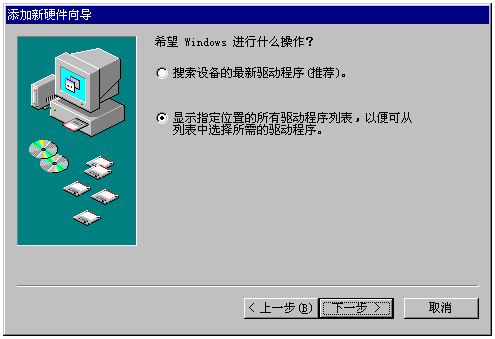 添加新硬件向导
希望 Windows 进行什么操作?
搜索设备的最新驱动程序(推荐)。
显示指定位置的所有驱动程序列表，以便可从
列表中选择所需的驱动程序。
< 上一步(B) 下一步 > 取消